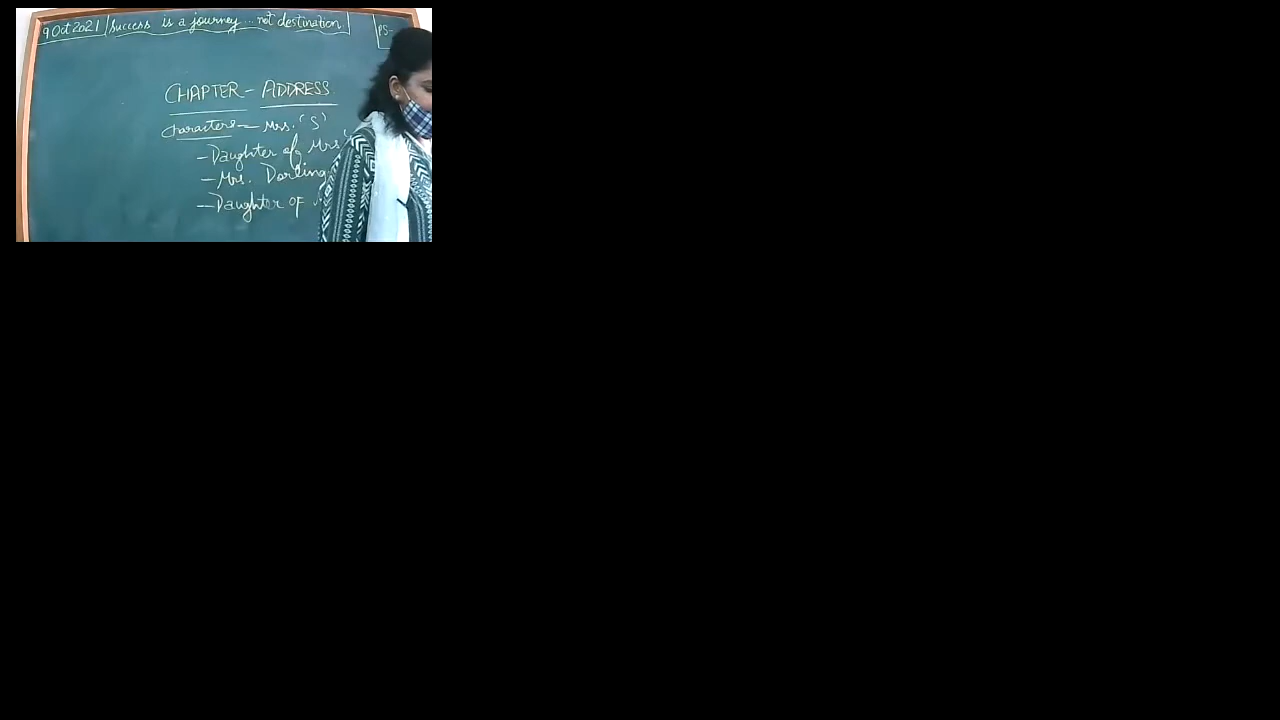 9 Oct 2021 Success is a journey... not destination.
PS-
CHAPTER - ADDRESS
Characters - Mrs. 'S'
- Daughter of Mrs '
- Mrs. Dorling
- Daughter of